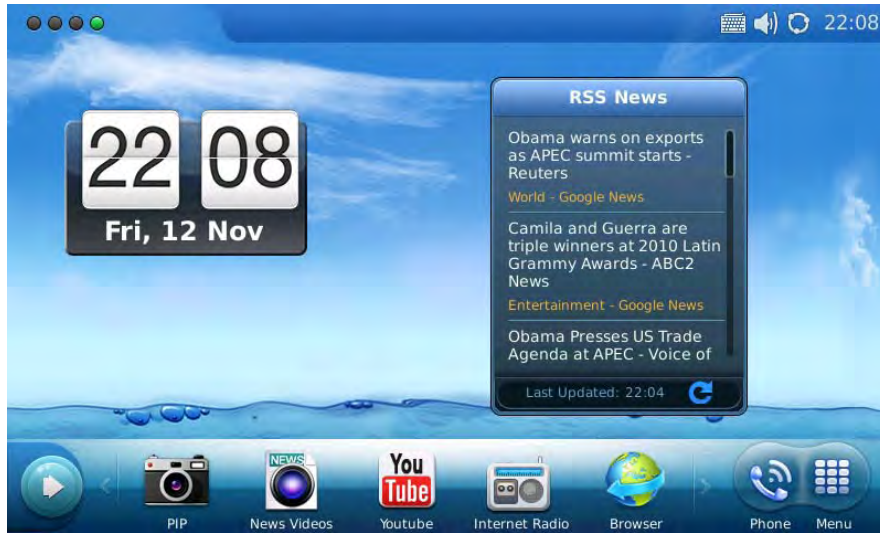 22:08
22 08
Fri, 12 Nov
RSS News
Obama warns on exports
as APEC summit starts -
Reuters
World - Google News
Camila and Guerra are
triple winners at 2010 Latin
Grammy Awards - ABC2
News
Entertainment - Google News
Obama Presses US Trade
Agenda at APEC - Voice of
Last Updated: 22:04
NEWS
You
Tube
PIP
News Videos
Youtube
Internet Radio
Browser
Phone
Menu